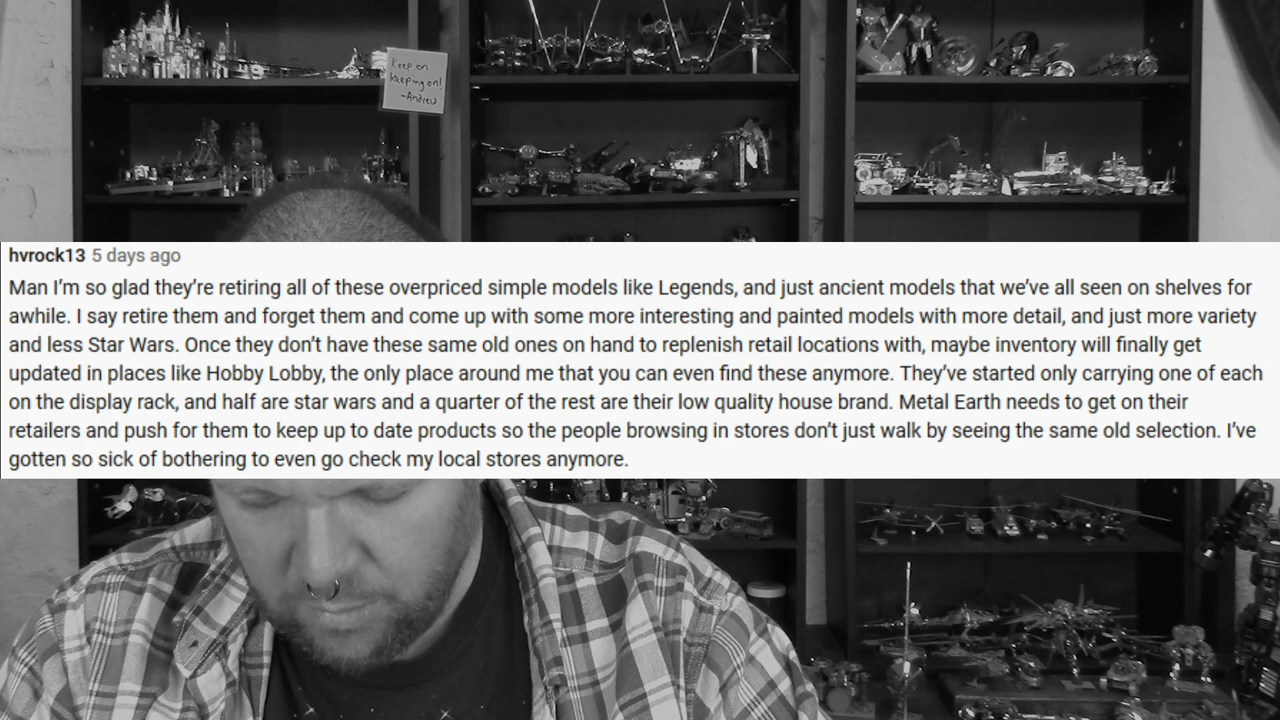 Keep on
keeping on!
-Andrew
hvrock13 5 days ago
Man I’m so glad they’re retiring all of these overpriced simple models like Legends, and just ancient models that we’ve all seen on shelves for
awhile. I say retire them and forget them and come up with some more interesting and painted models with more detail, and just more variety
and less Star Wars. Once they don’t have these same old ones on hand to replenish retail locations with, maybe inventory will finally get
updated in places like Hobby Lobby, the only place around me that you can even find these anymore. They’ve started only carrying one of each
on the display rack, and half are star wars and a quarter of the rest are their low quality house brand. Metal Earth needs to get on their
retailers and push for them to keep up to date products so the people browsing in stores don’t just walk by seeing the same old selection. I’ve
gotten so sick of bothering to even go check my local stores anymore.